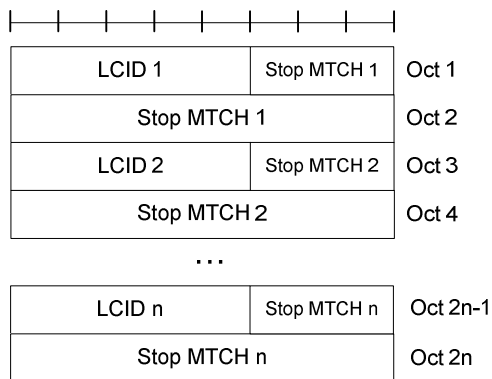 LCID 1 Stop MTCH 1 Oct 1
Stop MTCH 1 Oct 2
LCID 2 Stop MTCH 2 Oct 3
Stop MTCH 2 Oct 4
...
LCID n Stop MTCH n Oct 2n-1
Stop MTCH n Oct 2n